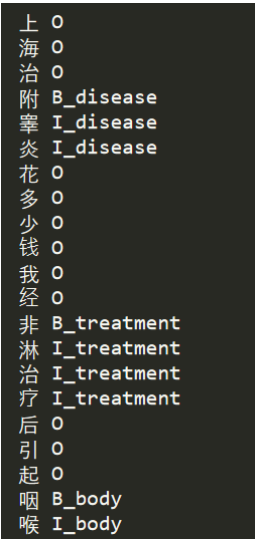 上 O
海 O
治 O
附 B_disease
睾 I_disease
炎 I_disease
花 O
多 O
少 O
钱 O
我 O
经 O
非 B_treatment
淋 I_treatment
治 I_treatment
疗 I_treatment
后 O
引 O
起 O
咽 B_body
喉 I_body